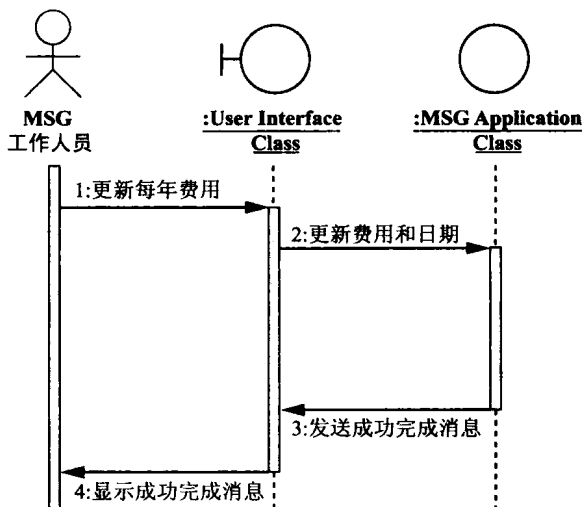 MSG
工作人员
:User Interface
Class
:MSG Application
Class
1:更新每年费用
2:更新费用和日期
3:发送成功完成消息
4:显示成功完成消息